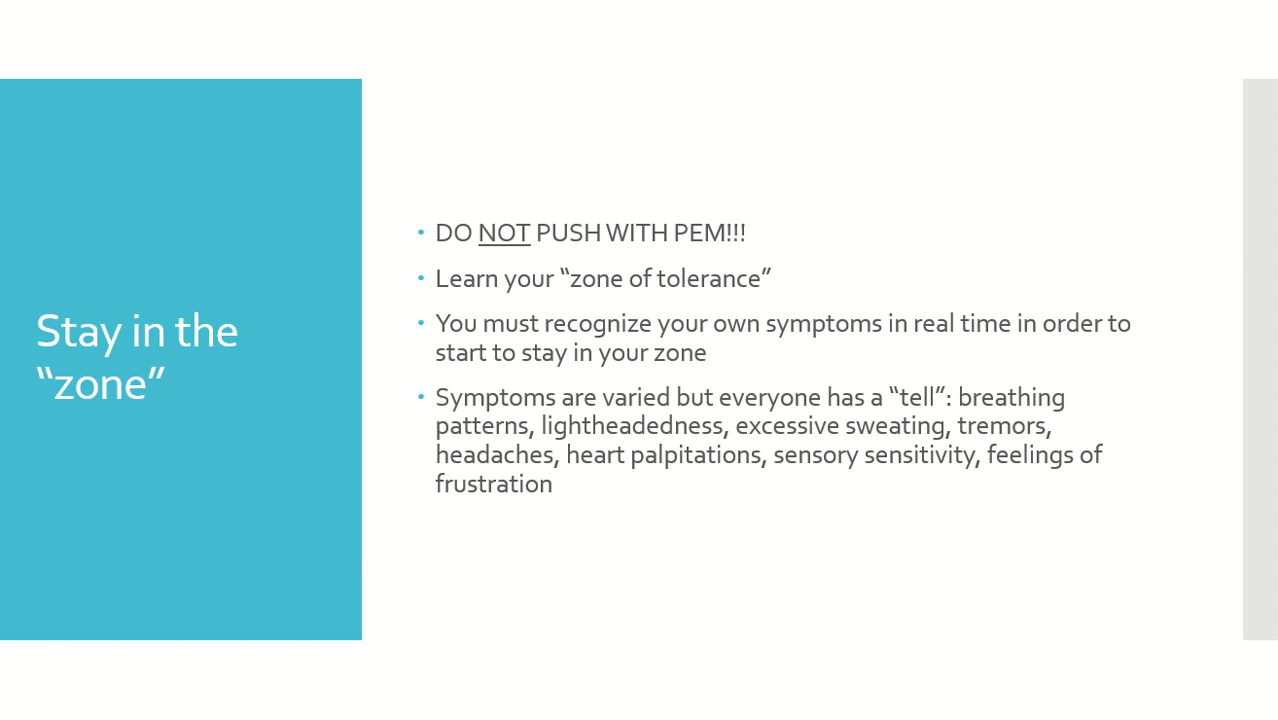 Stay in the
“zone”
• DO NOT PUSH WITH PEM!!!
• Learn your “zone of tolerance”
• You must recognize your own symptoms in real time in order to
start to stay in your zone
• Symptoms are varied but everyone has a “tell”: breathing
patterns, lightheadedness, excessive sweating, tremors,
headaches, heart palpitations, sensory sensitivity, feelings of
frustration